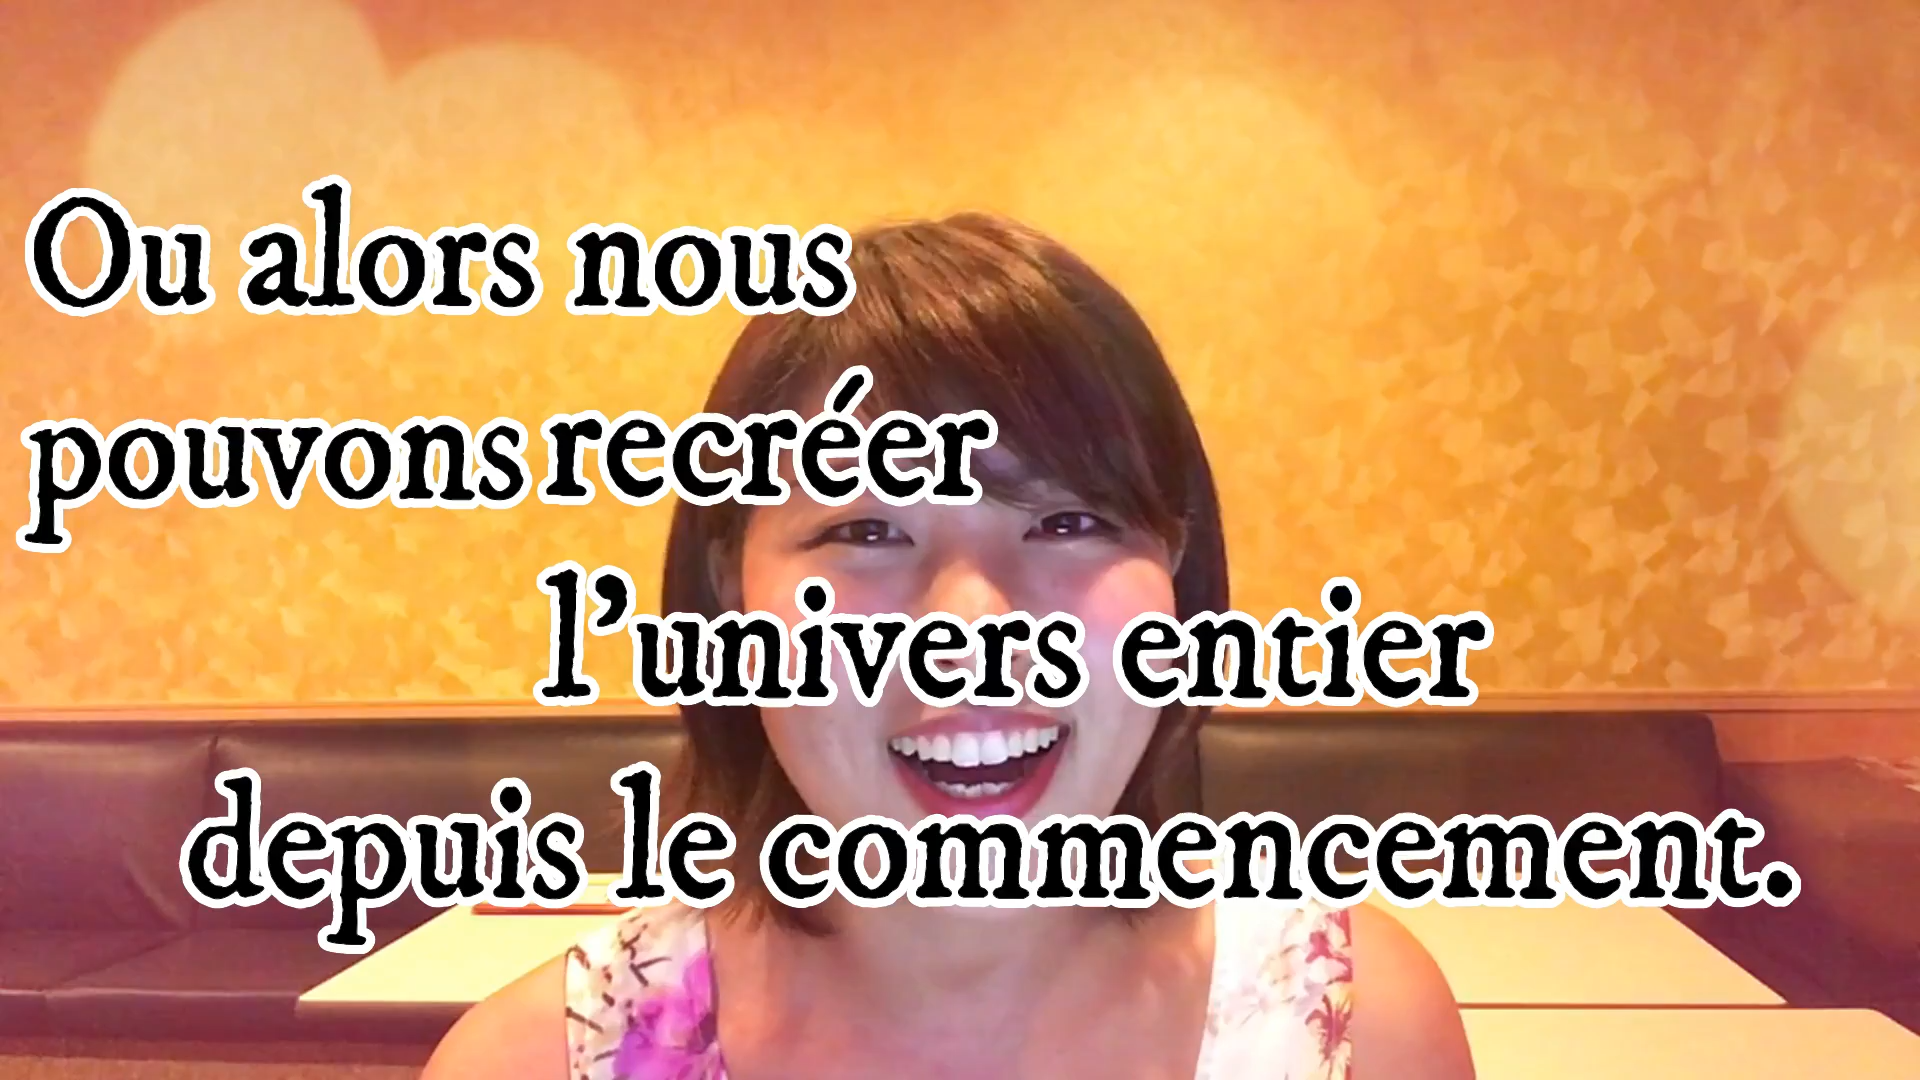 Ou alors nous
pouvons recréer
l'univers entier
depuis le commencement.